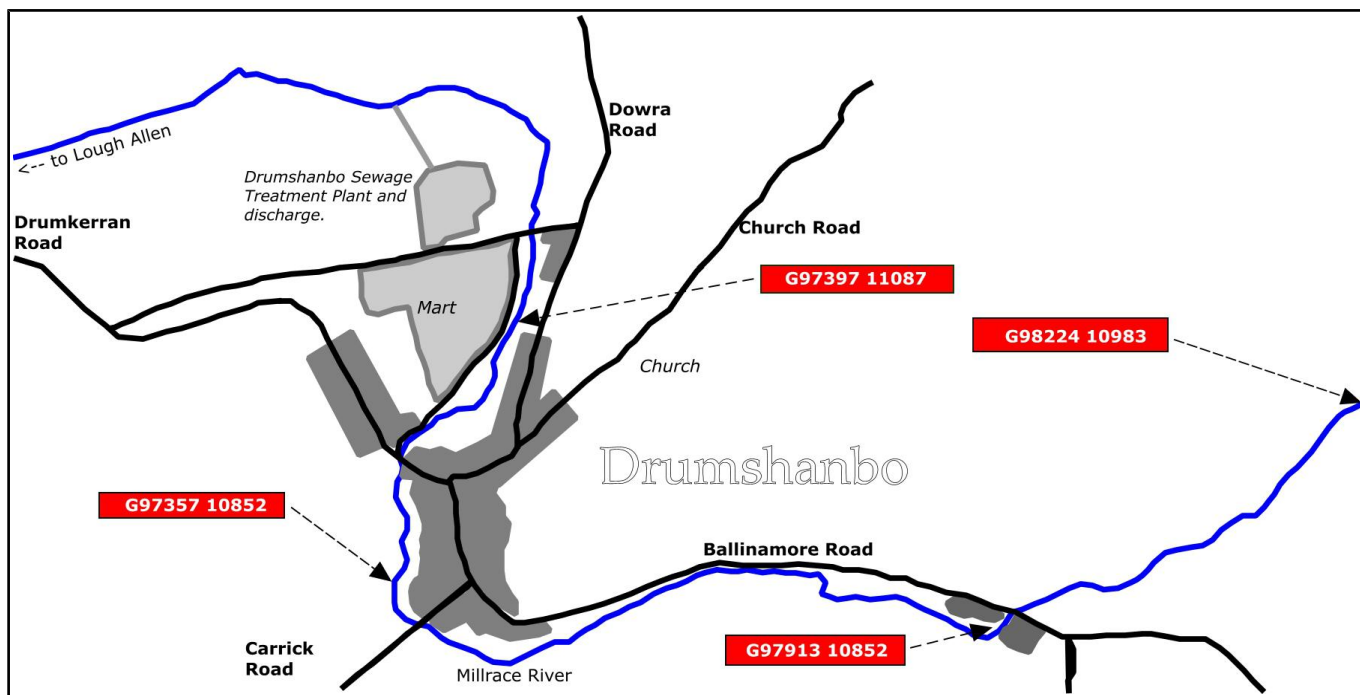 Dowra
Road
<--- to Lough Allen
Drumshanbo Sewage
Treatment Plant and
discharge.
Drumkerran
Road
Church Road
G97397 11087
Mart
G98224 10983
Church
Drumshanbo
G97357 10852
Ballinamore Road
G97913 10852
Carrick
Road
Millrace River